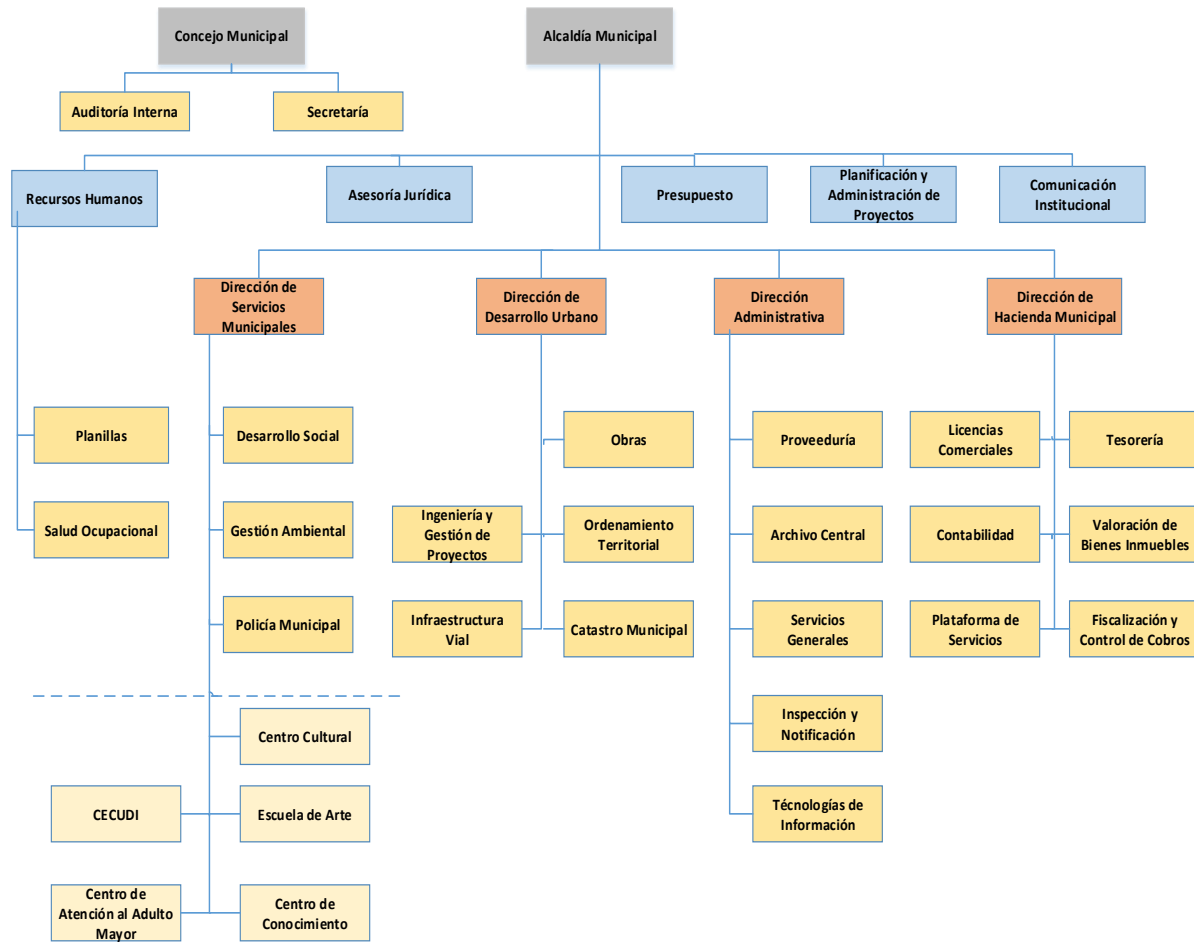 Concejo Municipal
Alcaldía Municipal
Auditoría Interna
Secretaría
Recursos Humanos
Asesoría Jurídica
Presupuesto
Planificación y
Administración de
Proyectos
Comunicación
Institucional
Dirección de
Servicios
Municipales
Dirección de
Desarrollo Urbano
Dirección
Administrativa
Dirección de
Hacienda Municipal
Planillas
Desarrollo Social
Obras
Proveeduría
Licencias
Comerciales
Tesorería
Salud Ocupacional
Gestión Ambiental
Ingeniería y
Gestión de
Proyectos
Ordenamiento
Territorial
Archivo Central
Contabilidad
Valoración de
Bienes Inmuebles
Policía Municipal
Infraestructura
Vial
Catastro Municipal
Servicios
Generales
Plataforma de
Servicios
Fiscalización y
Control de Cobros
Centro Cultural
Inspección y
Notificación
CECUDI
Escuela de Arte
Técnologías de
Información
Centro de
Atención al Adulto
Mayor
Centro de
Conocimiento